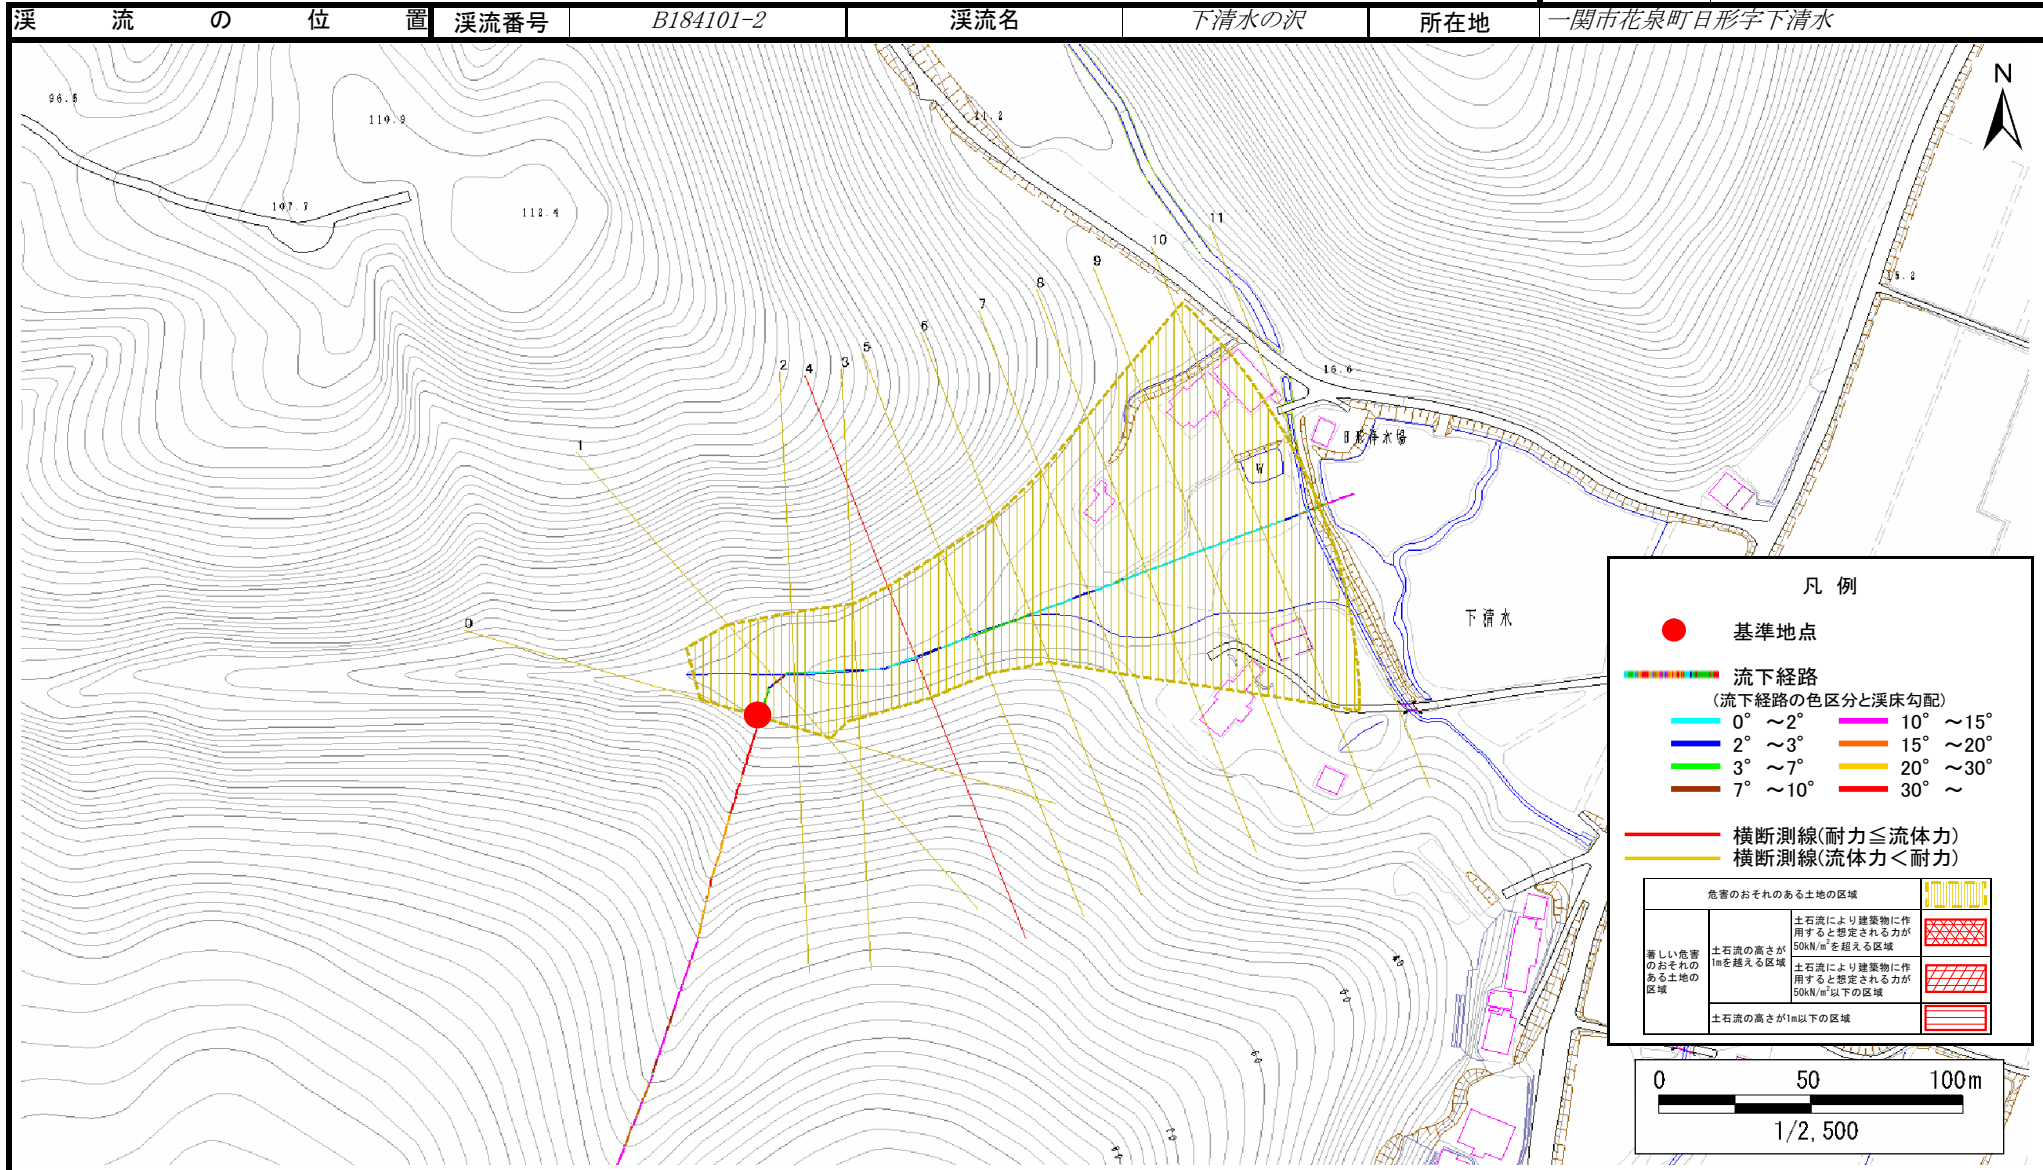 渓流の位置 渓流番号 B184101-2 渓流名 下清水の沢 所在地 一関市花泉町日形字下清水
N
96.5
110.9
21.2
107.7
112.4
11
10
9
8
7
6
5
3
4
2
1
0
15.2
16.6
日形浄水場
W
下清水
凡 例
基準地点
流下経路
(流下経路の色区分と渓床勾配)
0° ～2° 10° ～15°
2° ～3° 15° ～20°
3° ～7° 20° ～30°
7° ～10° 30° ～
横断測線(耐力≦流体力)
横断測線(流体力＜耐力)
危害のおそれのある土地の区域
著しい危害
のおそれの
ある土地の
区域
土石流の高さが
1mを越える区域
土石流により建築物に作
用すると想定される力が
50kN/m²を超える区域
土石流により建築物に作
用すると想定される力が
50kN/m²以下の区域
土石流の高さが1m以下の区域
0 50 100m
1/2,500